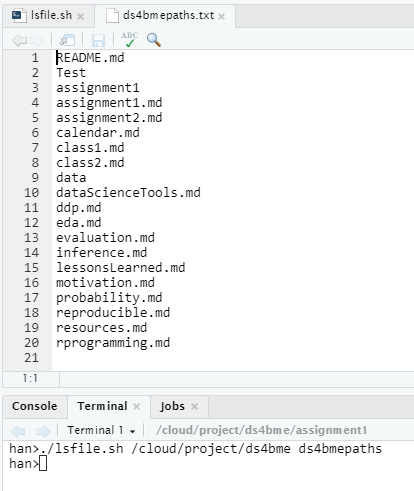 lsfile.sh ds4bmepaths.txt
ABC
1 README.md
2 Test
3 assignment1
4 assignment1.md
5 assignment2.md
6 calendar.md
7 class1.md
8 class2.md
9 data
10 dataScienceTools.md
11 ddp.md
12 eda.md
13 evaluation.md
14 inference.md
15 lessonsLearned.md
16 motivation.md
17 probability.md
18 reproducible.md
19 resources.md
20 rprogramming.md
21
1:1
Console Terminal Jobs
Terminal 1 /cloud/project/ds4bme/assignment1
han>./lsfile.sh /cloud/project/ds4bme ds4bmepaths
han>